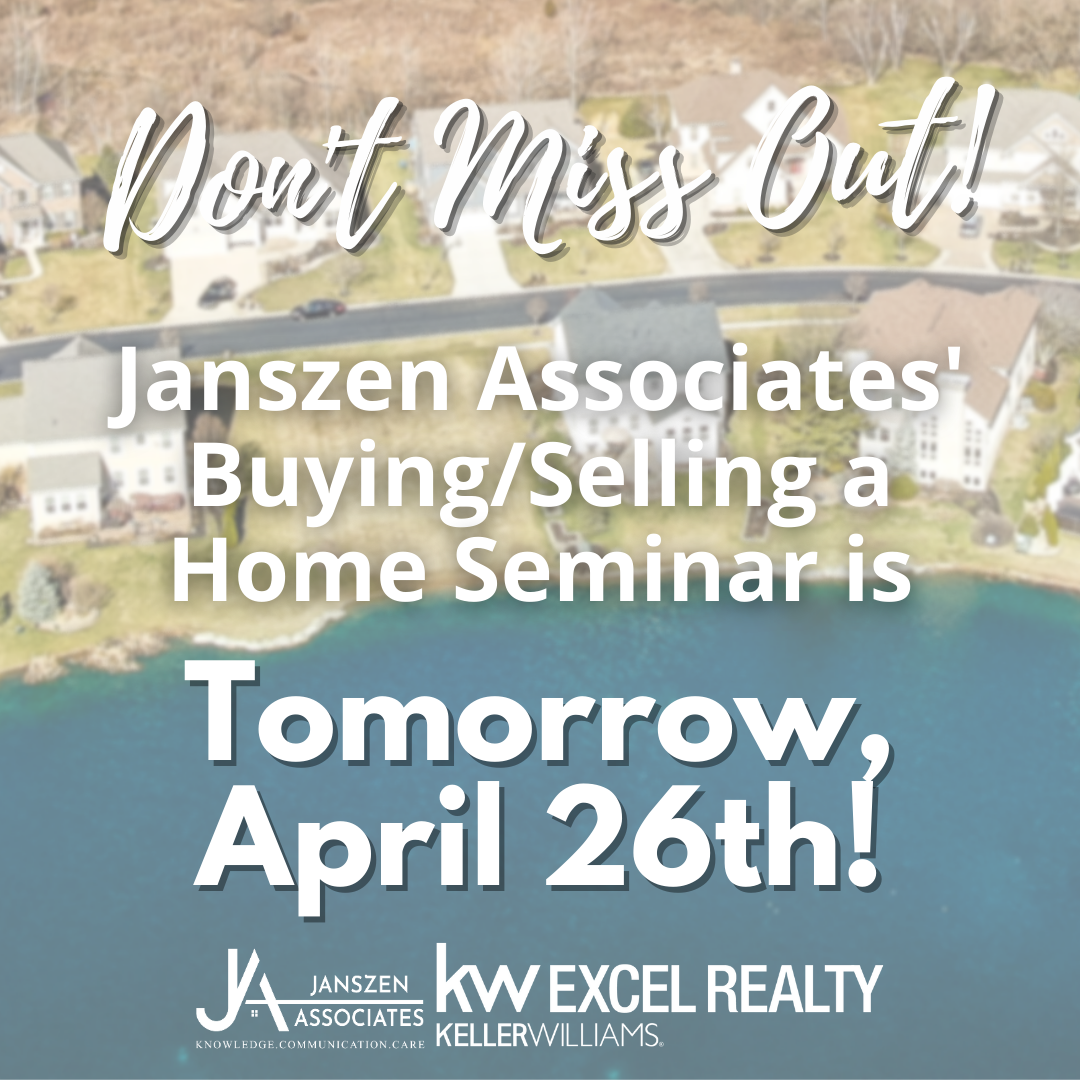 Don't Miss Out!
Janszen Associates'
Buying/Selling a
Home Seminar is
Tomorrow,
April 26th!
JA JANSZEN
ASSOCIATES
KNOWLEDGE.COMMUNICATION.CARE
kw EXCEL REALTY
KELLERWILLIAMS®